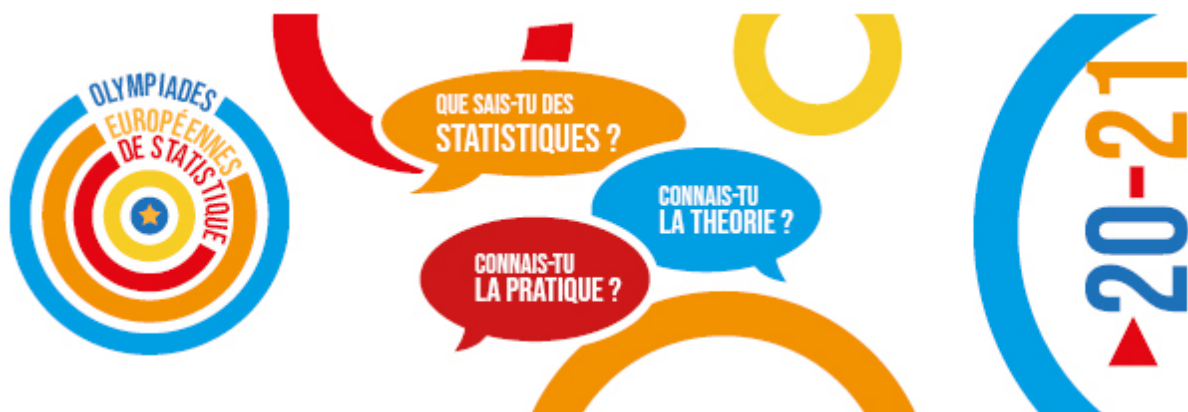 OLYMPIADES
EUROPÉENNES
DE STATISTIQUE
QUE SAIS-TU DES
STATISTIQUES ?
CONNAIS-TU
LA THEORIE ?
CONNAIS-TU
LA PRATIQUE ?
20-21